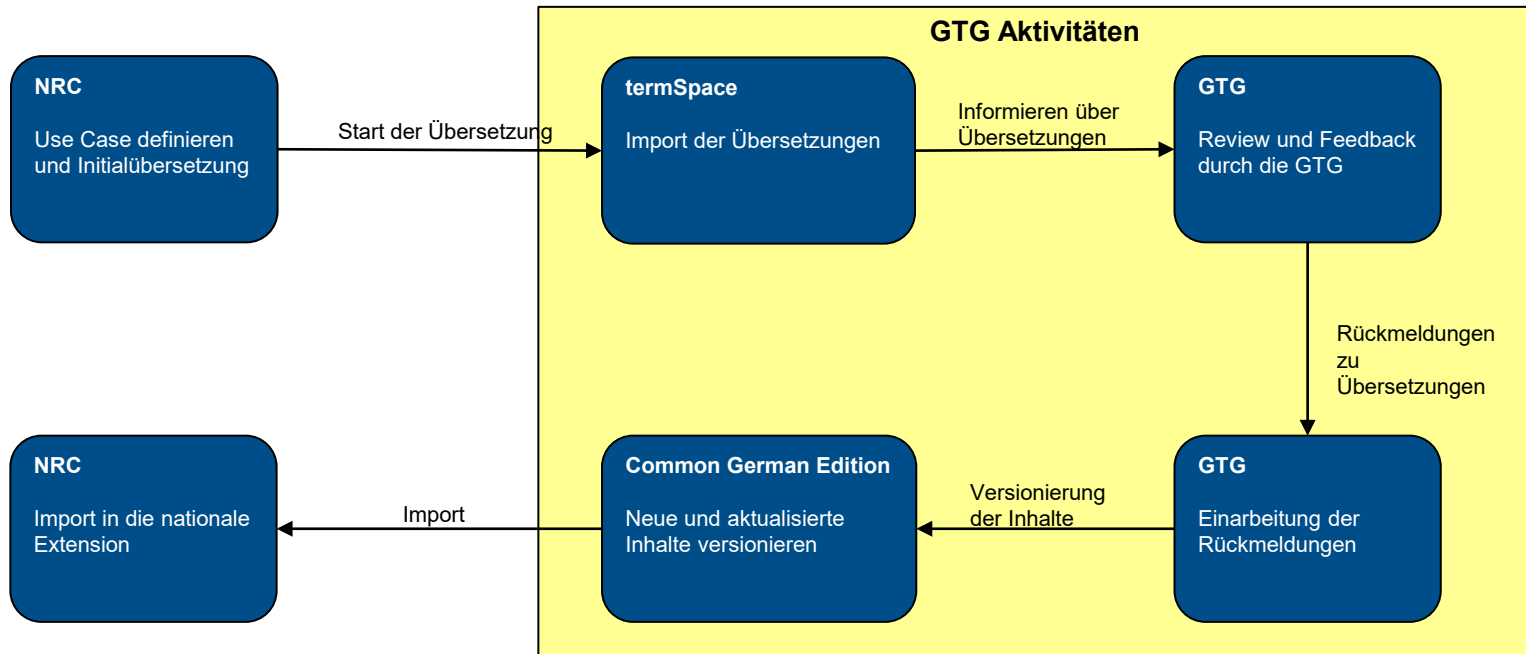 GTG Aktivitäten
NRC
Use Case definieren
und Initialübersetzung
Start der Übersetzung
termSpace
Import der Übersetzungen
Informieren über
Übersetzungen
GTG
Review und Feedback
durch die GTG
Rückmeldungen
zu
Übersetzungen
GTG
Einarbeitung der
Rückmeldungen
Versionierung
der Inhalte
Common German Edition
Neue und aktualisierte
Inhalte versionieren
Import
NRC
Import in die nationale
Extension